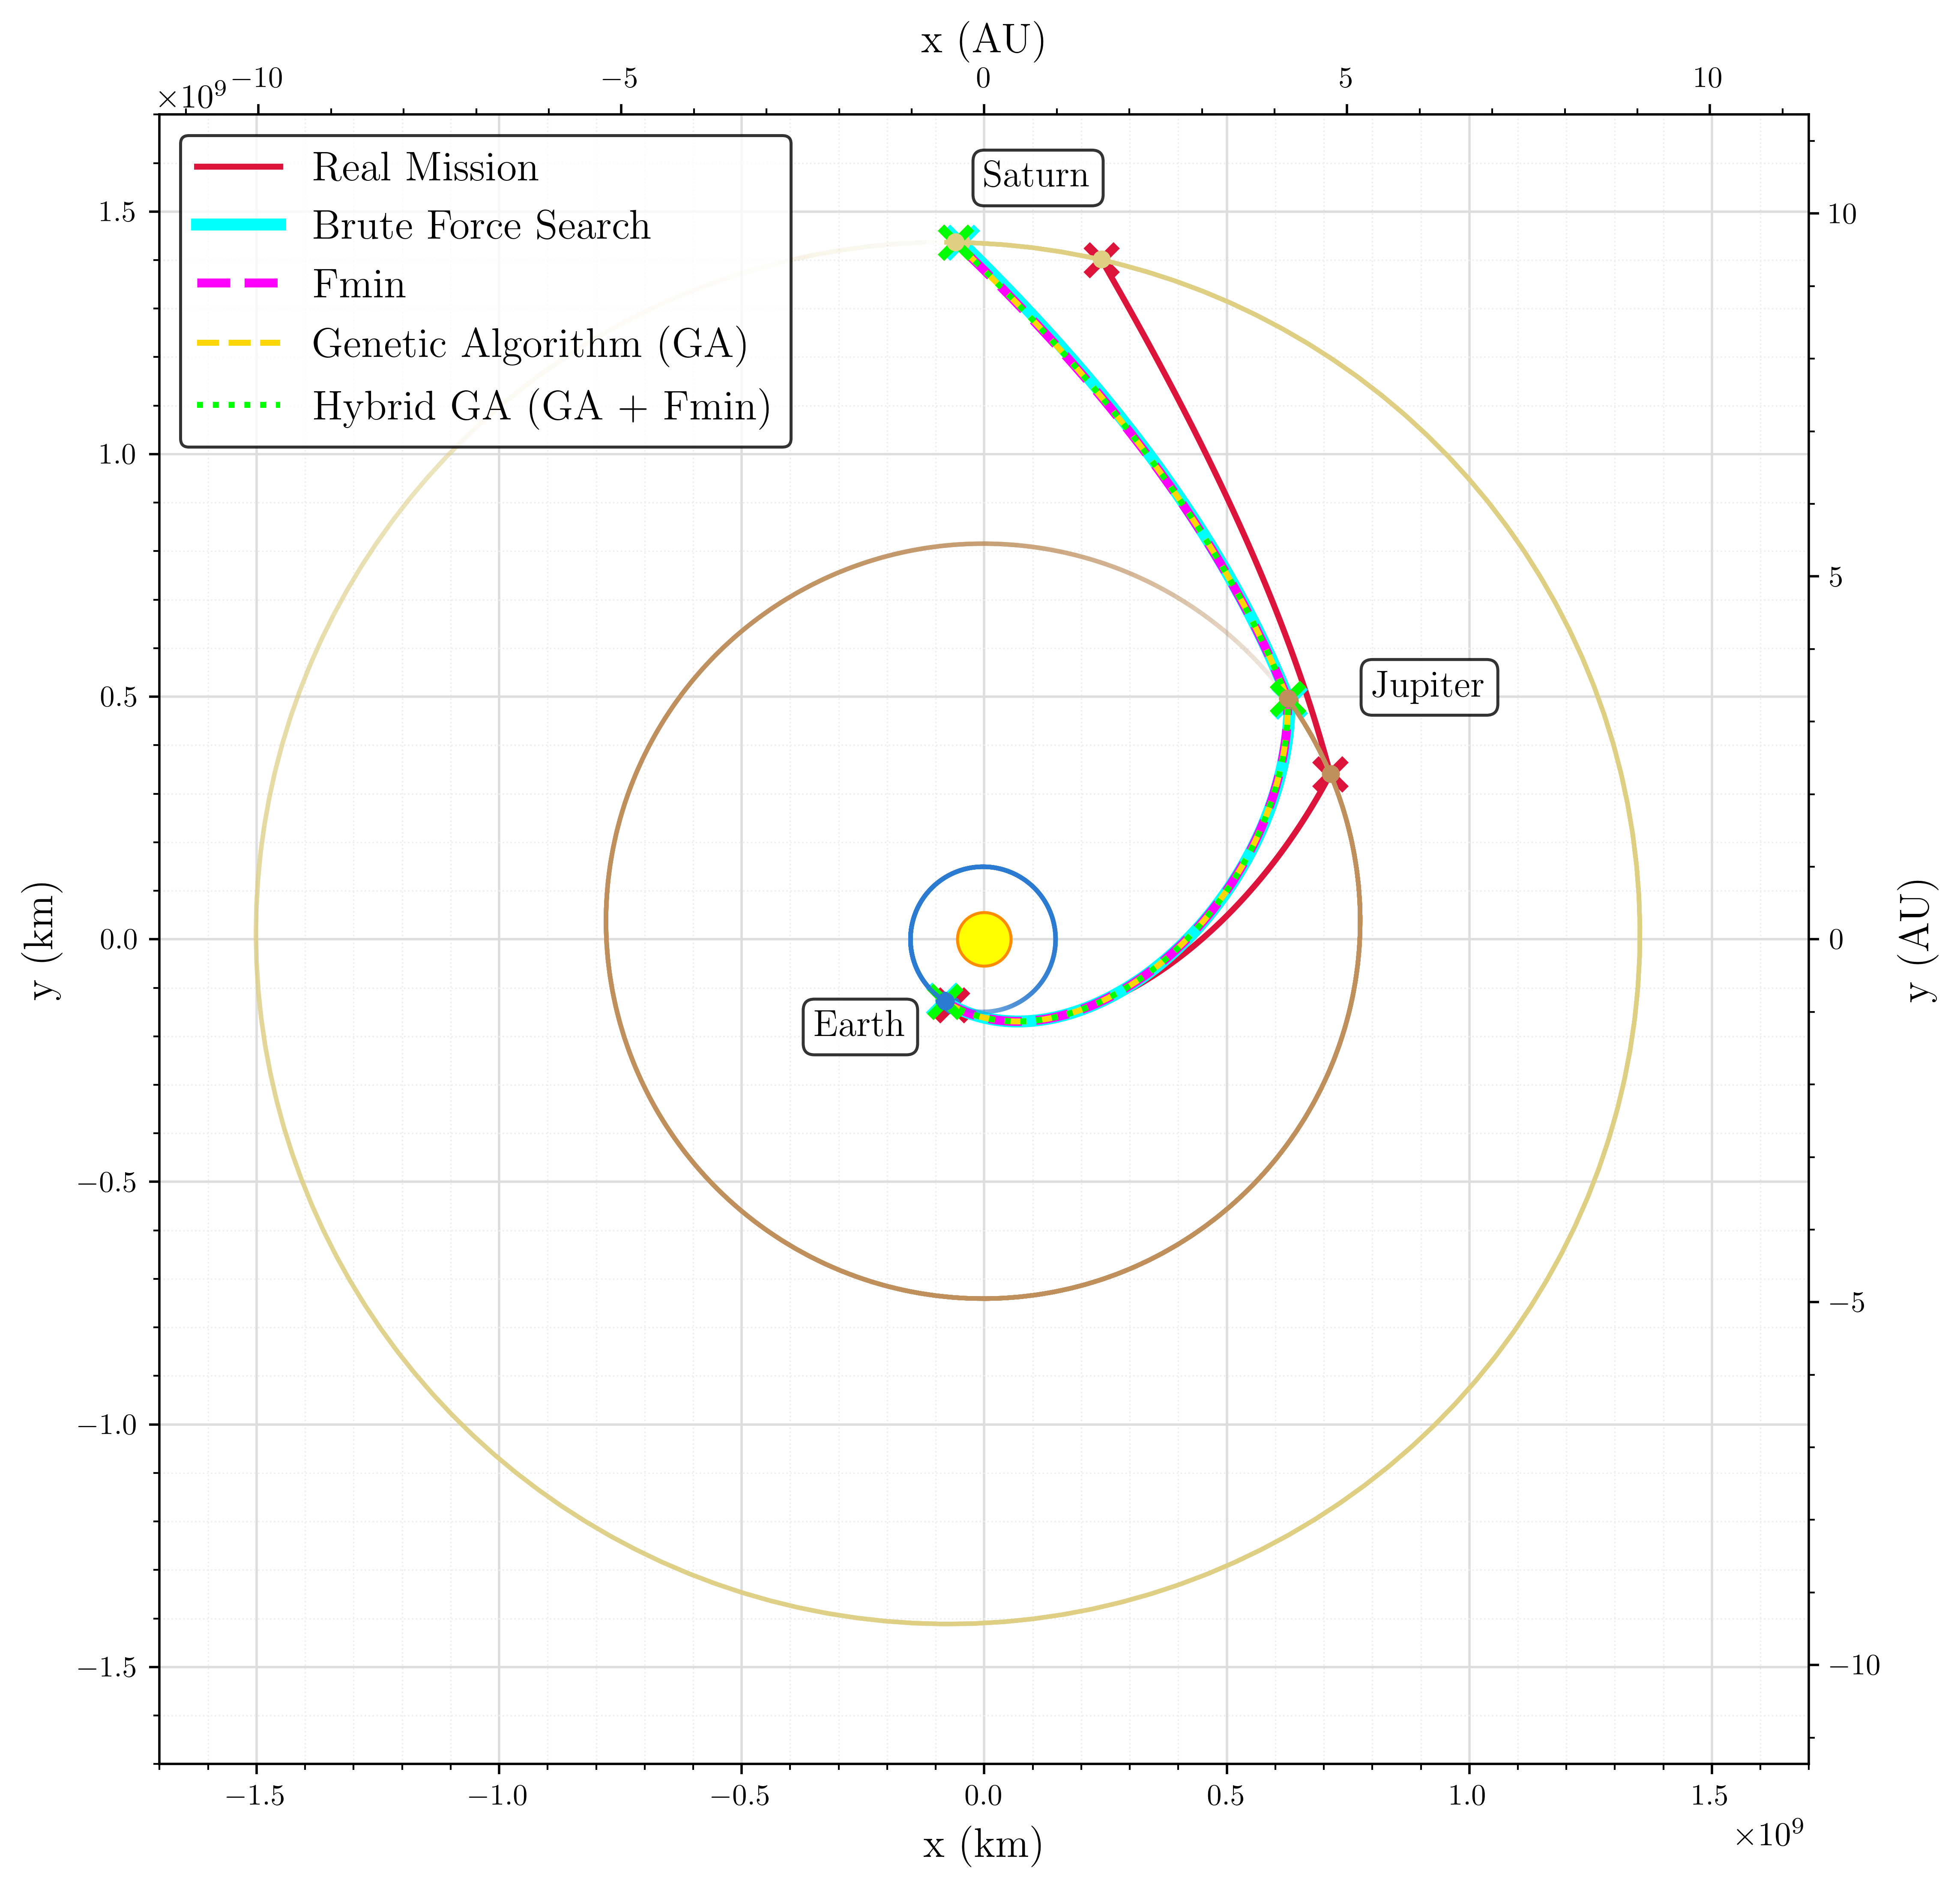 x (AU)
−10 −5 0 5 10
×10⁹
Real Mission
Brute Force Search
Fmin
Genetic Algorithm (GA)
Hybrid GA (GA + Fmin)
Saturn
Jupiter
Earth
y (km)
1.5
1.0
0.5
0.0
−0.5
−1.0
−1.5
y (AU)
10
5
0
−5
−10
−1.5 −1.0 −0.5 0.0 0.5 1.0 1.5
x (km)
×10⁹